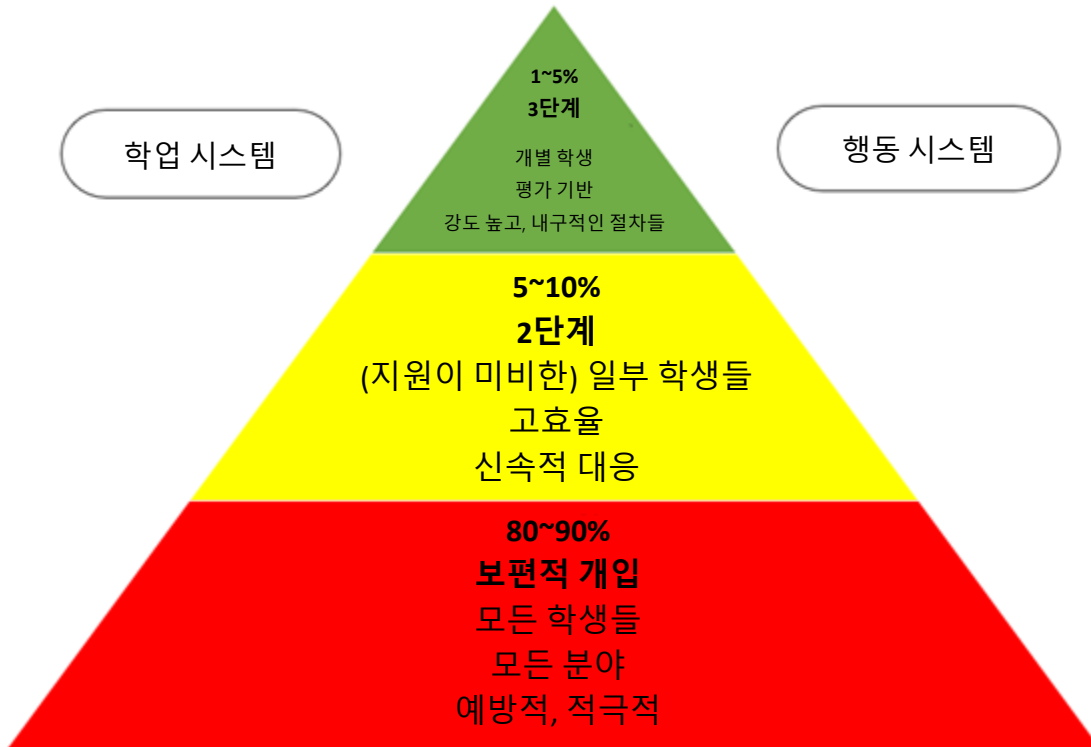 1~5%
3단계
학업 시스템
행동 시스템
개별 학생
평가 기반
강도 높고, 내구적인 절차들
5~10%
2단계
(지원이 미비한) 일부 학생들
고효율
신속적 대응
80~90%
보편적 개입
모든 학생들
모든 분야
예방적, 적극적